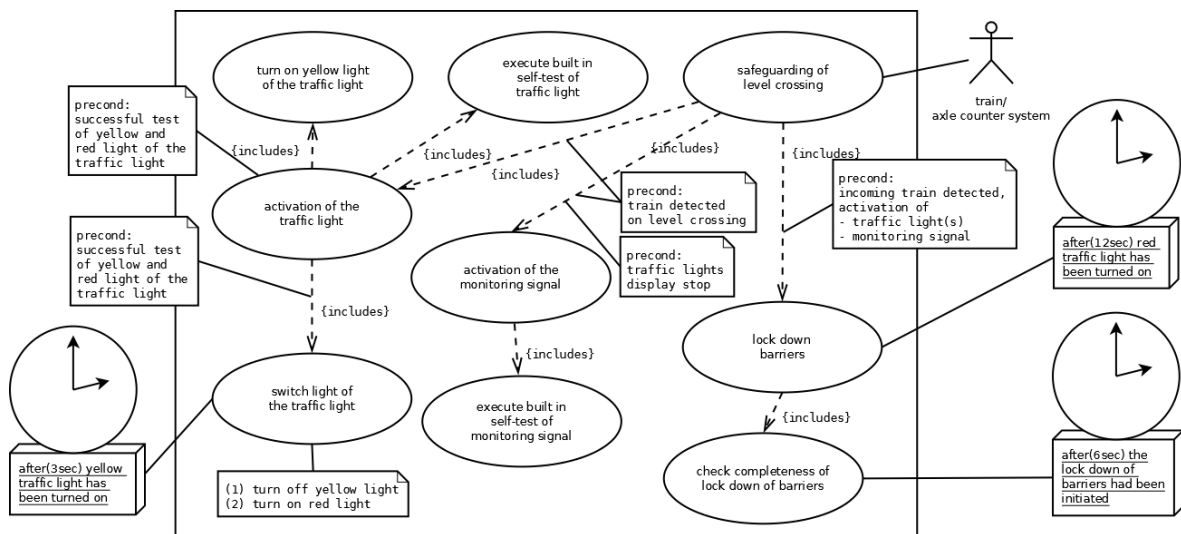 turn on yellow light
of the traffic light
execute built in
self-test of
traffic light
safeguarding of
level crossing
train/
axle counter system
precond:
successful test
of yellow and
red light of the
traffic light
{includes}
{includes}
{includes}
{includes}
{includes}
activation of the
traffic light
precond:
train detected
on level crossing
precond:
incoming train detected,
activation of
- traffic light(s)
- monitoring signal
precond:
successful test
of yellow and
red light of the
traffic light
precond:
traffic lights
display stop
activation of the
monitoring signal
after(12sec) red
traffic light has
been turned on
{includes}
lock down
barriers
{includes}
switch light of
the traffic light
execute built in
self-test of
monitoring signal
{includes}
check completeness of
lock down of barriers
after(3sec) yellow
traffic light has
been turned on
(1) turn off yellow light
(2) turn on red light
after(6sec) the
lock down of
barriers had been
initiated